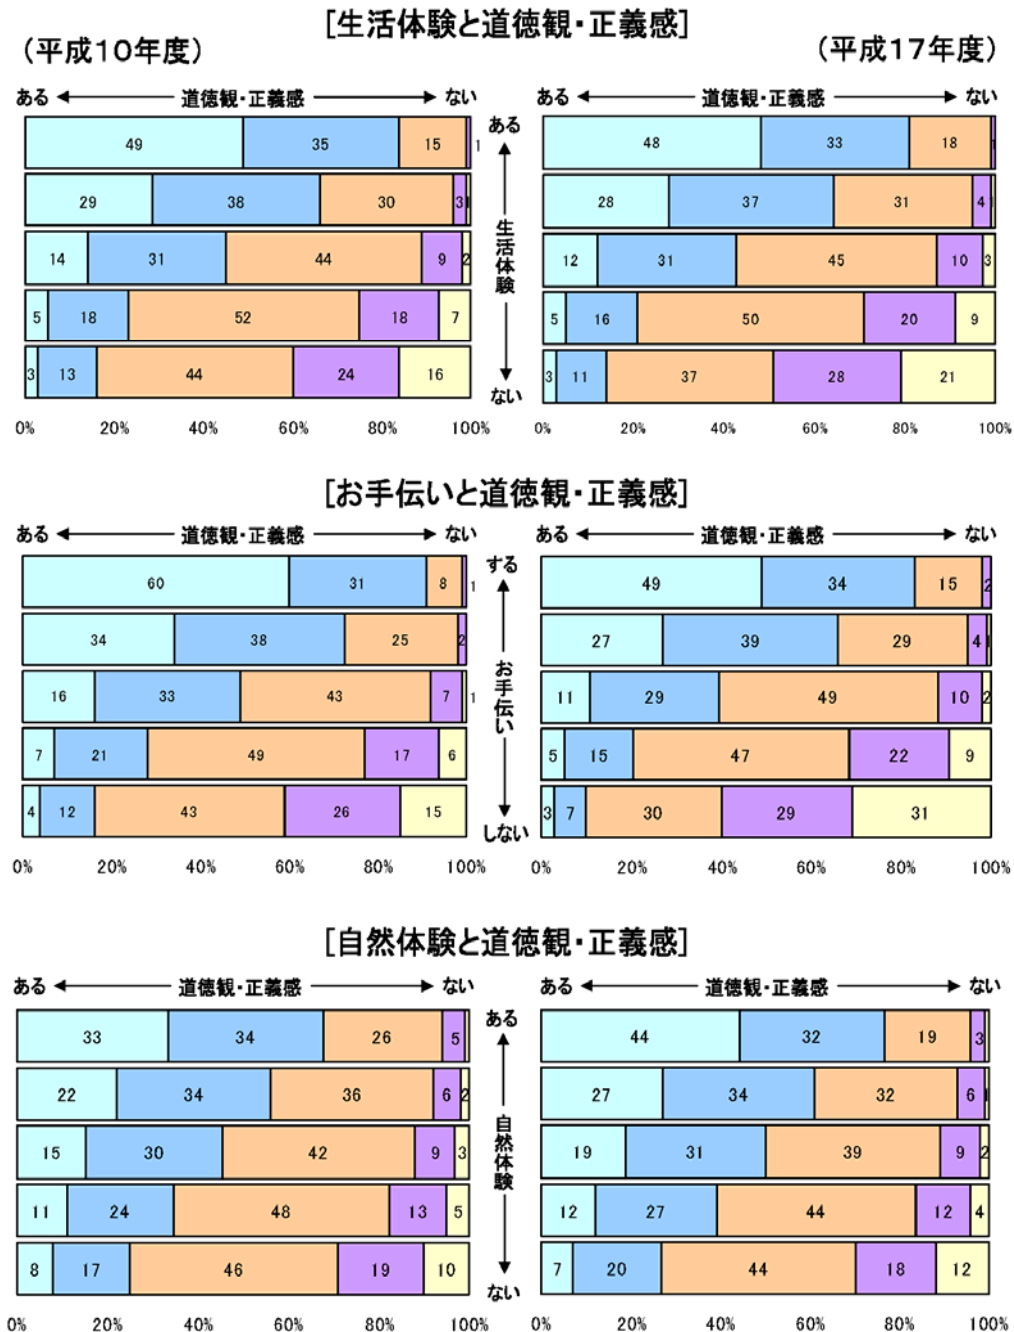 [生活体験と道徳観・正義感]
(平成10年度) (平成17年度)
ある 道徳観・正義感 ない ある 道徳観・正義感 ない
ある
49 35 15 1 48 33 18 1
29 38 30 3 1 28 37 31 4 1
生活体験
14 31 44 9 2 12 31 45 10 3
5 18 52 18 7 5 16 50 20 9
3 13 44 24 16 3 11 37 28 21
ない
0% 20% 40% 60% 80% 100% 0% 20% 40% 60% 80% 100%
[お手伝いと道徳観・正義感]
ある 道徳観・正義感 ない ある 道徳観・正義感 ない
する
60 31 8 1 49 34 15 2
34 38 25 2 27 39 29 4 1
お手伝い
16 33 43 7 1 11 29 49 10 2
7 21 49 17 6 5 15 47 22 9
4 12 43 26 15 3 7 30 29 31
しない
0% 20% 40% 60% 80% 100% 0% 20% 40% 60% 80% 100%
[自然体験と道徳観・正義感]
ある 道徳観・正義感 ない ある 道徳観・正義感 ない
ある
33 34 26 5 44 32 19 3
22 34 36 6 2 27 34 32 6 1
自然体験
15 30 42 9 3 19 31 39 9 2
11 24 48 13 5 12 27 44 12 4
8 17 46 19 10 7 20 44 18 12
ない
0% 20% 40% 60% 80% 100% 0% 20% 40% 60% 80% 100%